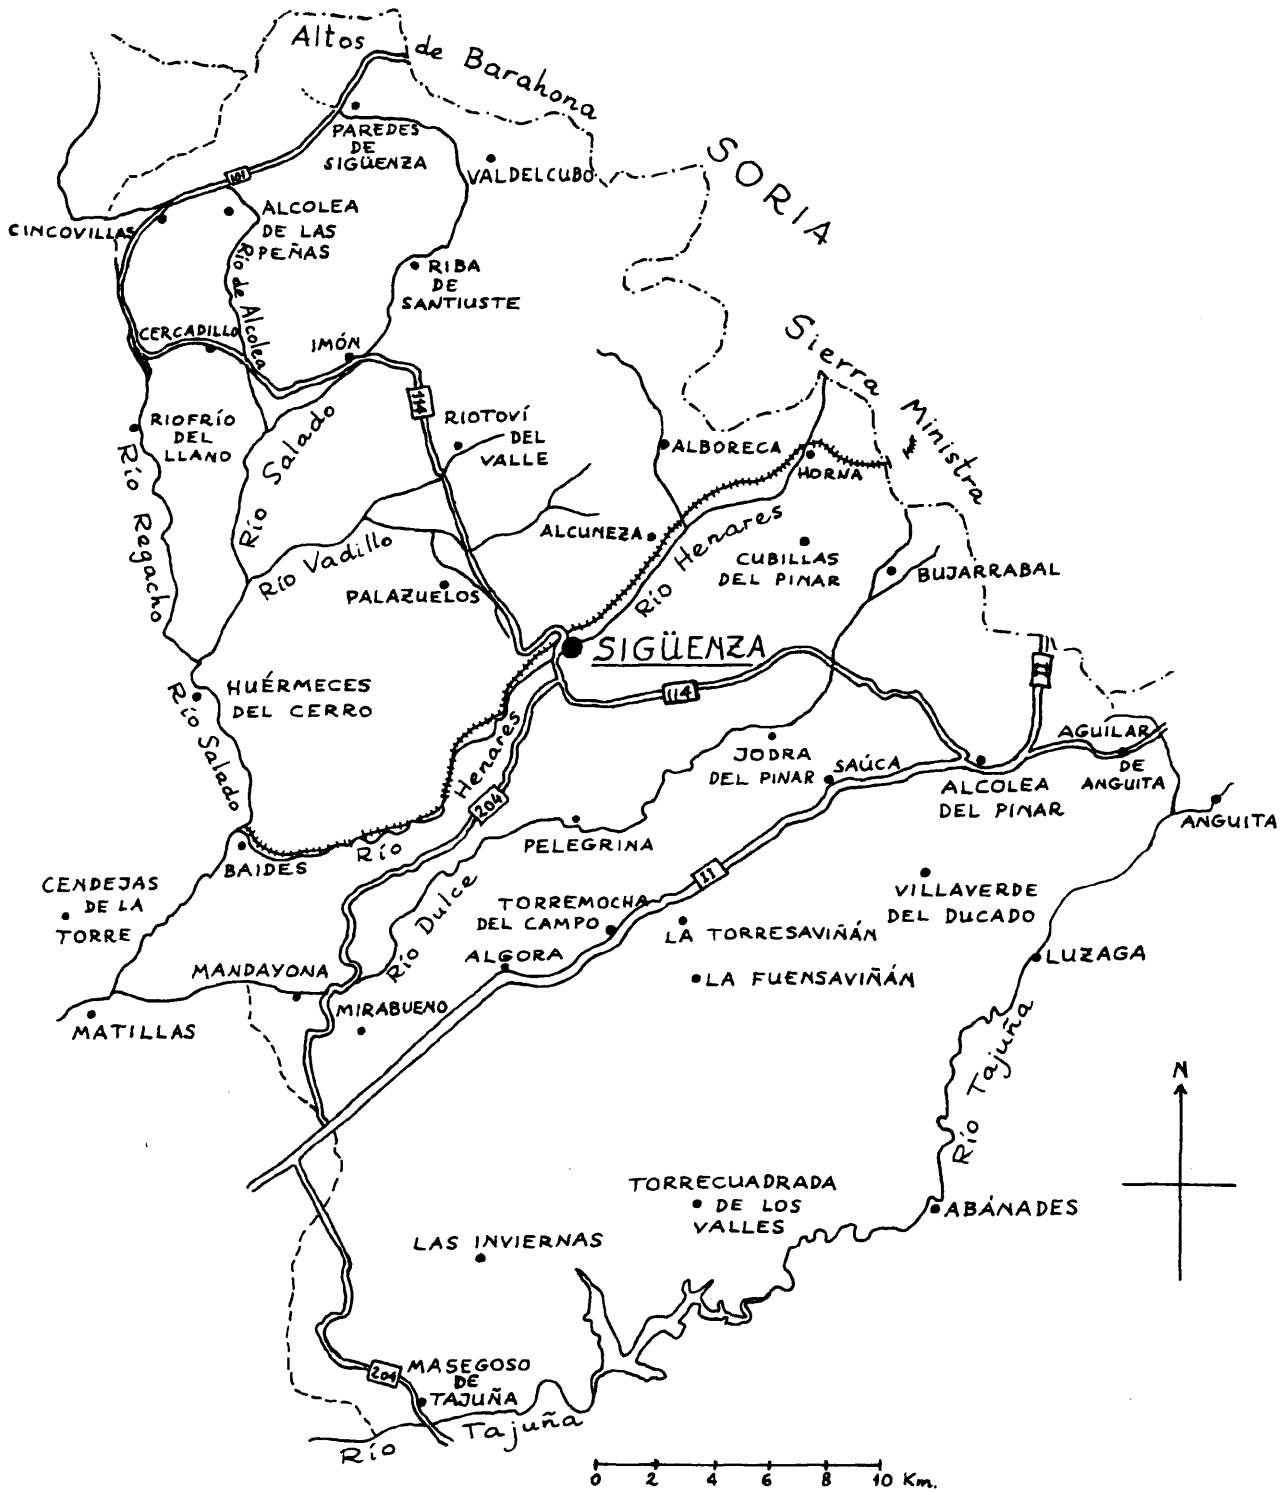 Altos de Barahona
PAREDES
DE
SIGÜENZA
VALDELCUBO
SORIA
101
CINCOVILLAS
ALCOLEA
DE LAS
PEÑAS
Río de Alcolea
RIBA
DE
SANTIUSTE
CERCADILLO
IMÓN
Sierra Ministra
114
RIOTOVÍ
DEL
VALLE
RIOFRÍO
DEL
LLANO
Río Salado
Río Regacho
ALBORECA
HORNA
ALCUNEZA
Río Henares
CUBILLAS
DEL PINAR
BUJARRABAL
Río Vadillo
PALAZUELOS
SIGÜENZA
HUÉRMECES
DEL CERRO
Río Salado
114
II
AGUILAR
DE
ANGUITA
JODRA
DEL PINAR
SAÚCA
ALCOLEA
DEL PINAR
ANGUITA
Henares
204
Río
BAIDES
PELEGRINA
II
CENDEJAS
DE LA
TORRE
Río Dulce
TORREMOCHA
DEL CAMPO
VILLAVERDE
DEL DUCADO
LA TORRESAVIÑÁN
ALGORA
LUZAGA
MANDAYONA
LA FUENSAVIÑÁN
MIRABUENO
MATILLAS
Río Tajuña
N
TORRECUADRADA
DE LOS
VALLES
ABÁNADES
LAS INVIERNAS
204
MASEGOSO
DE
TAJUÑA
Río Tajuña
0 2 4 6 8 10 Km.